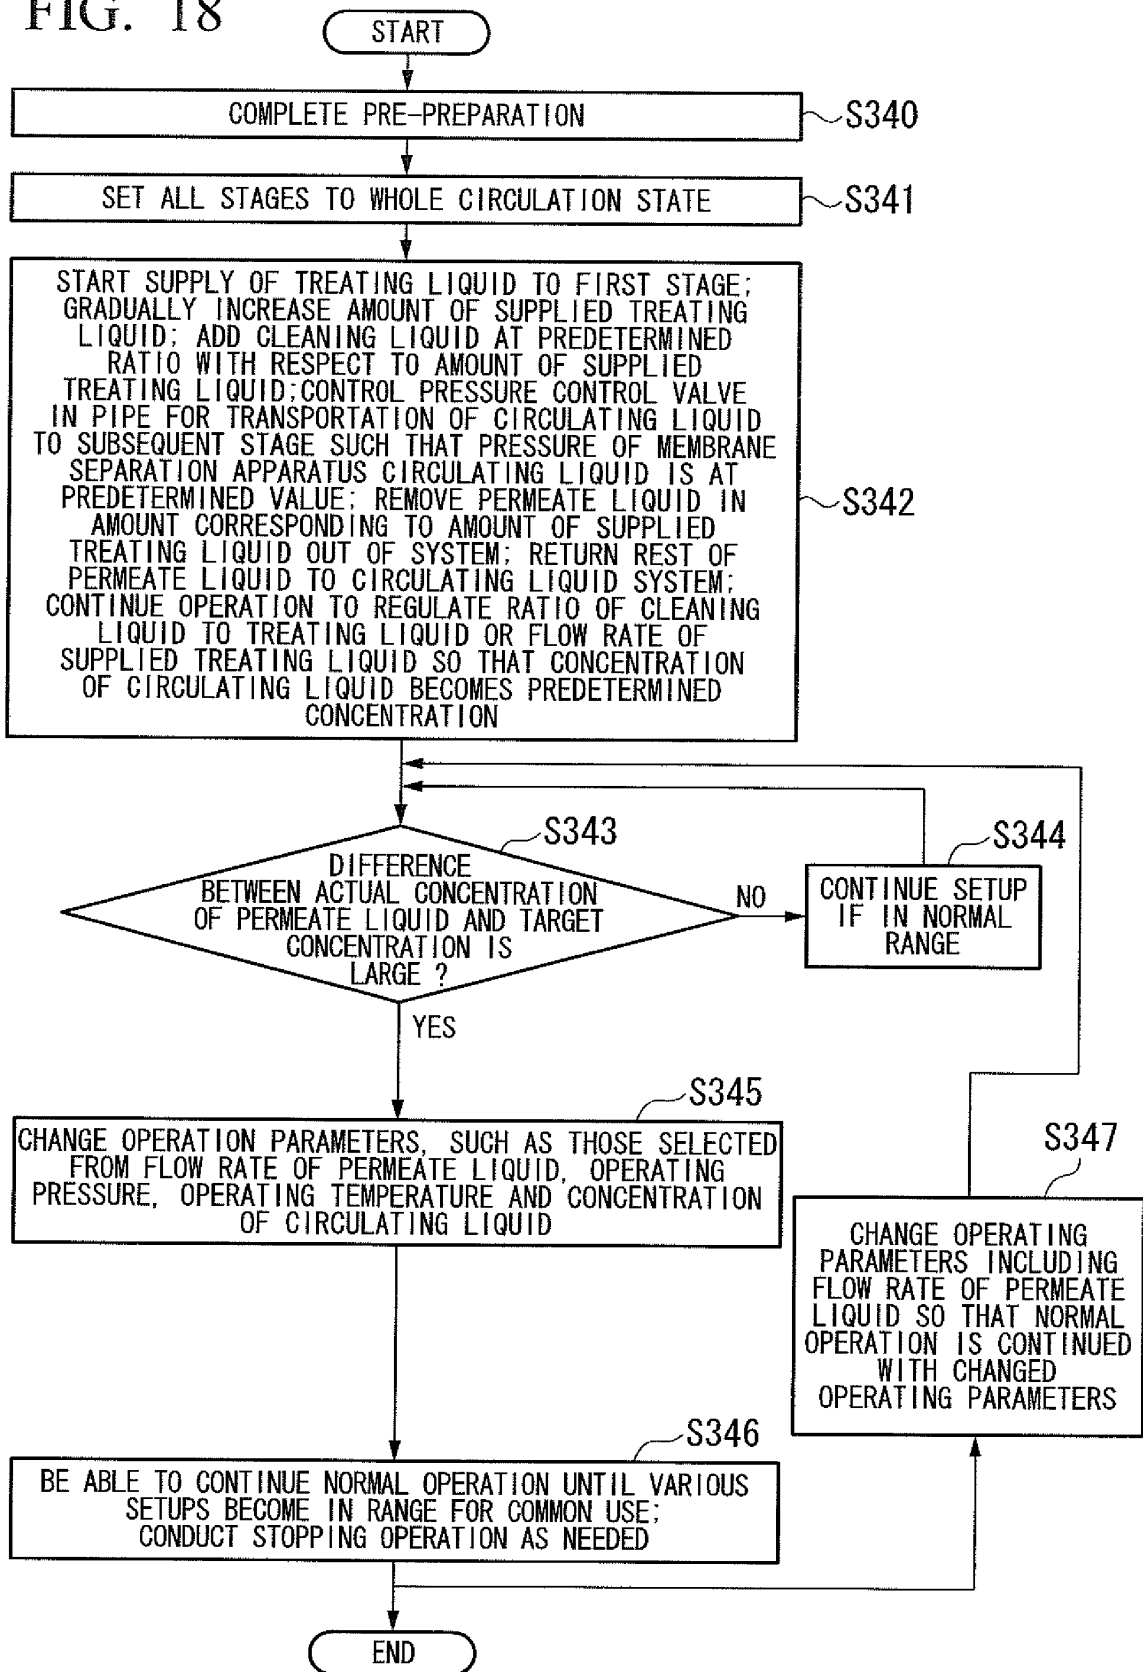 FIG. 18
START
COMPLETE PRE-PREPARATION
S340
SET ALL STAGES TO WHOLE CIRCULATION STATE
S341
START SUPPLY OF TREATING LIQUID TO FIRST STAGE;
GRADUALLY INCREASE AMOUNT OF SUPPLIED TREATING
LIQUID; ADD CLEANING LIQUID AT PREDETERMINED
RATIO WITH RESPECT TO AMOUNT OF SUPPLIED
TREATING LIQUID;CONTROL PRESSURE CONTROL VALVE
IN PIPE FOR TRANSPORTATION OF CIRCULATING LIQUID
TO SUBSEQUENT STAGE SUCH THAT PRESSURE OF MEMBRANE
SEPARATION APPARATUS CIRCULATING LIQUID IS AT
PREDETERMINED VALUE; REMOVE PERMEATE LIQUID IN
AMOUNT CORRESPONDING TO AMOUNT OF SUPPLIED
TREATING LIQUID OUT OF SYSTEM; RETURN REST OF
PERMEATE LIQUID TO CIRCULATING LIQUID SYSTEM;
CONTINUE OPERATION TO REGULATE RATIO OF CLEANING
LIQUID TO TREATING LIQUID OR FLOW RATE OF
SUPPLIED TREATING LIQUID SO THAT CONCENTRATION
OF CIRCULATING LIQUID BECOMES PREDETERMINED
CONCENTRATION
S342
S343
DIFFERENCE
BETWEEN ACTUAL CONCENTRATION
OF PERMEATE LIQUID AND TARGET
CONCENTRATION IS
LARGE ?
NO
S344
CONTINUE SETUP
IF IN NORMAL
RANGE
YES
S345
CHANGE OPERATION PARAMETERS, SUCH AS THOSE SELECTED
FROM FLOW RATE OF PERMEATE LIQUID, OPERATING
PRESSURE, OPERATING TEMPERATURE AND CONCENTRATION
OF CIRCULATING LIQUID
S347
CHANGE OPERATING
PARAMETERS INCLUDING
FLOW RATE OF PERMEATE
LIQUID SO THAT NORMAL
OPERATION IS CONTINUED
WITH CHANGED
OPERATING PARAMETERS
S346
BE ABLE TO CONTINUE NORMAL OPERATION UNTIL VARIOUS
SETUPS BECOME IN RANGE FOR COMMON USE;
CONDUCT STOPPING OPERATION AS NEEDED
END